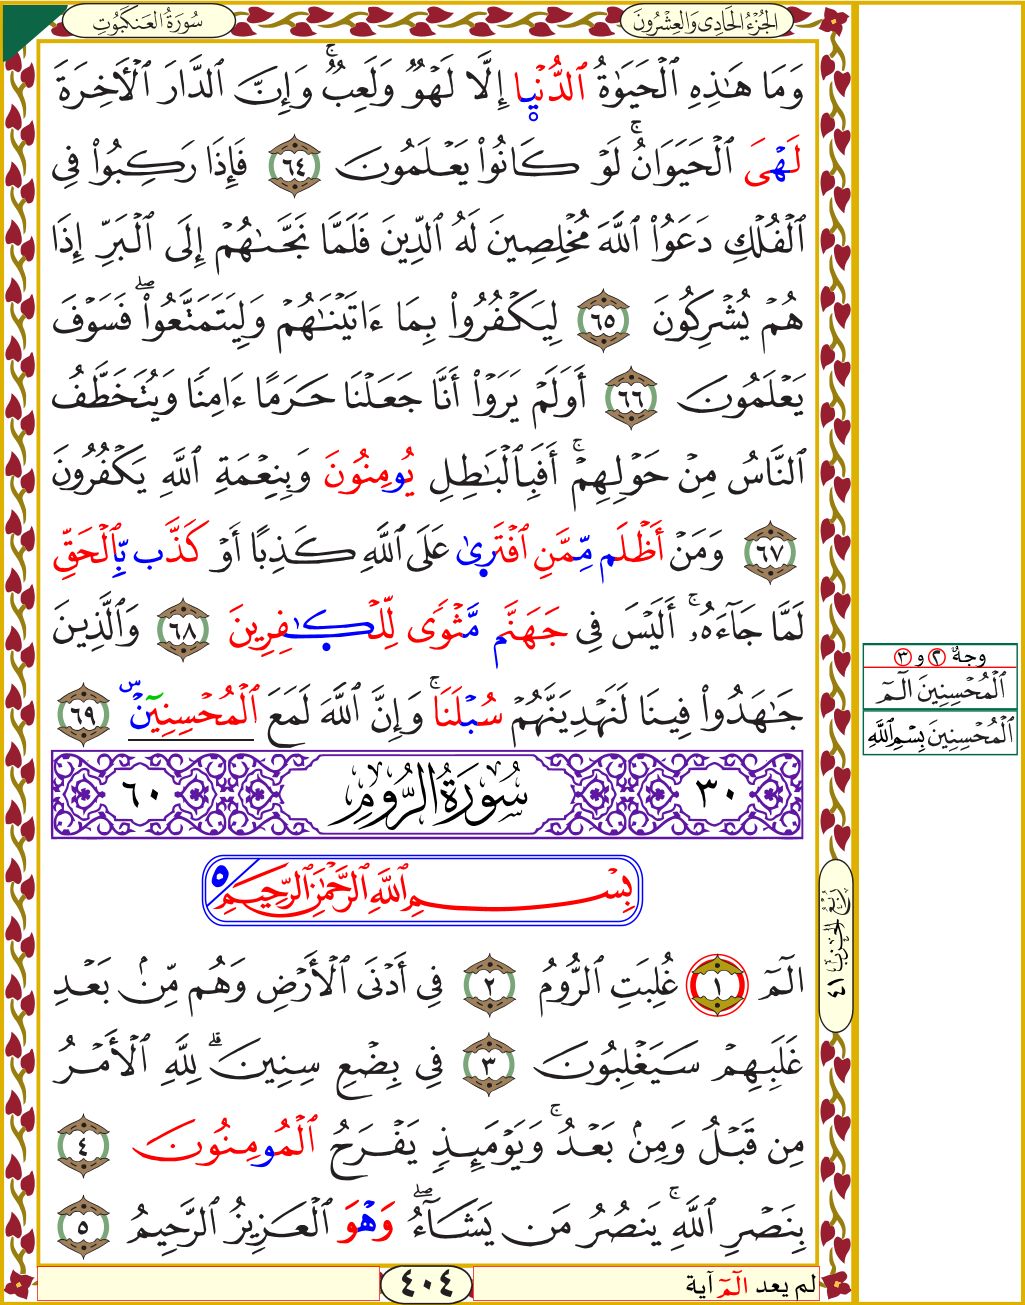 الجُزْءُ الحَادِى وَالعِشْرُونَ
سُورَةُ العَنكَبُوتِ
وَمَا هَٰذِهِ ٱلْحَيَوٰةُ ٱلدُّنْيٖا إِلَّا لَهْوٌ وَلَعِبٌ ۚ وَإِنَّ ٱلدَّارَ ٱلْأٓخِرَةَ
لَهْىَ ٱلْحَيَوَانُ ۚ لَوْ كَانُوا۟ يَعْلَمُونَ ٦٤ فَإِذَا رَكِبُوا۟ فِى
ٱلْفُلْكِ دَعَوُا۟ ٱللَّهَ مُخْلِصِينَ لَهُ ٱلدِّينَ فَلَمَّا نَجَّىٰهُمْ إِلَى ٱلْبَرِّ إِذَا
هُمْ يُشْرِكُونَ ٦٥ لِيَكْفُرُوا۟ بِمَا ءَاتَيْنَٰهُمْ وَلِيَتَمَتَّعُوا۟ ۖ فَسَوْفَ
يَعْلَمُونَ ٦٦ أَوَلَمْ يَرَوْا۟ أَنَّا جَعَلْنَا حَرَمًا ءَامِنًا وَيُتَخَطَّفُ
ٱلنَّاسُ مِنْ حَوْلِهِمْ ۚ أَفَبِٱلْبَٰطِلِ يُومِنُونَ وَبِنِعْمَةِ ٱللَّهِ يَكْفُرُونَ
٦٧ وَمَنْ أَظْلَم مِّمَّنِ ٱفْتَرٜىٰ عَلَى ٱللَّهِ كَذِبًا أَوْ كَذَّب بِّٱلْحَقِّ
لَمَّا جَآءَهُۥ ۚ أَلَيْسَ فِى جَهَنَّم مَّثْوًى لِّلْكٰٜفِرِينَ ٦٨ وَٱلَّذِينَ
جَٰهَدُوا۟ فِينَا لَنَهْدِيَنَّهُمْ سُبْلَنَا ۚ وَإِنَّ ٱللَّهَ لَمَعَ ٱلْمُحْسِنِينَ ۜ ٦٩
٣٠ سُورَةُ الرُّومِ ٦٠
بِسْمِ ٱللَّهِ ٱلرَّحْمَٰنِ ٱلرَّحِيمِ ٥
الٓمٓ ١ غُلِبَتِ ٱلرُّومُ ٢ فِى أَدْنَى ٱلْأَرْضِ وَهُم مِّنۢ بَعْدِ
غَلَبِهِمْ سَيَغْلِبُونَ ٣ فِى بِضْعِ سِنِينَ ۗ لِلَّهِ ٱلْأَمْرُ
مِن قَبْلُ وَمِنۢ بَعْدُ ۚ وَيَوْمَئِذٍ يَفْرَحُ ٱلْمُومِنُونَ ٤
بِنَصْرِ ٱللَّهِ ۚ يَنصُرُ مَن يَشَآءُ ۖ وَهْوَ ٱلْعَزِيزُ ٱلرَّحِيمُ ٥
وجهٌ ٢ و ٣
ٱلْمُحْسِنِينَ الٓمٓ
ٱلْمُحْسِنِينَ بِسْمِ ٱللَّهِ
رُبْعُ الحِزْبِ ٤١
لم يعد الٓمٓ آية
٤٠٤